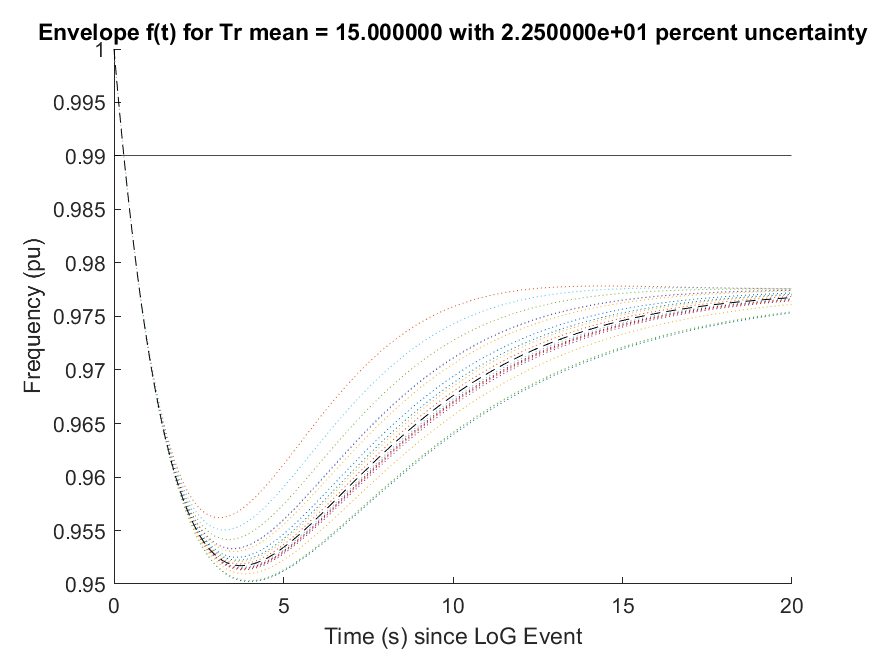 Envelope f(t) for Tr mean = 15.000000 with 2.250000e+01 percent uncertainty
1
0.995
0.99
0.985
0.98
0.975
0.97
0.965
0.96
0.955
0.95
Frequency (pu)
0 5 10 15 20
Time (s) since LoG Event